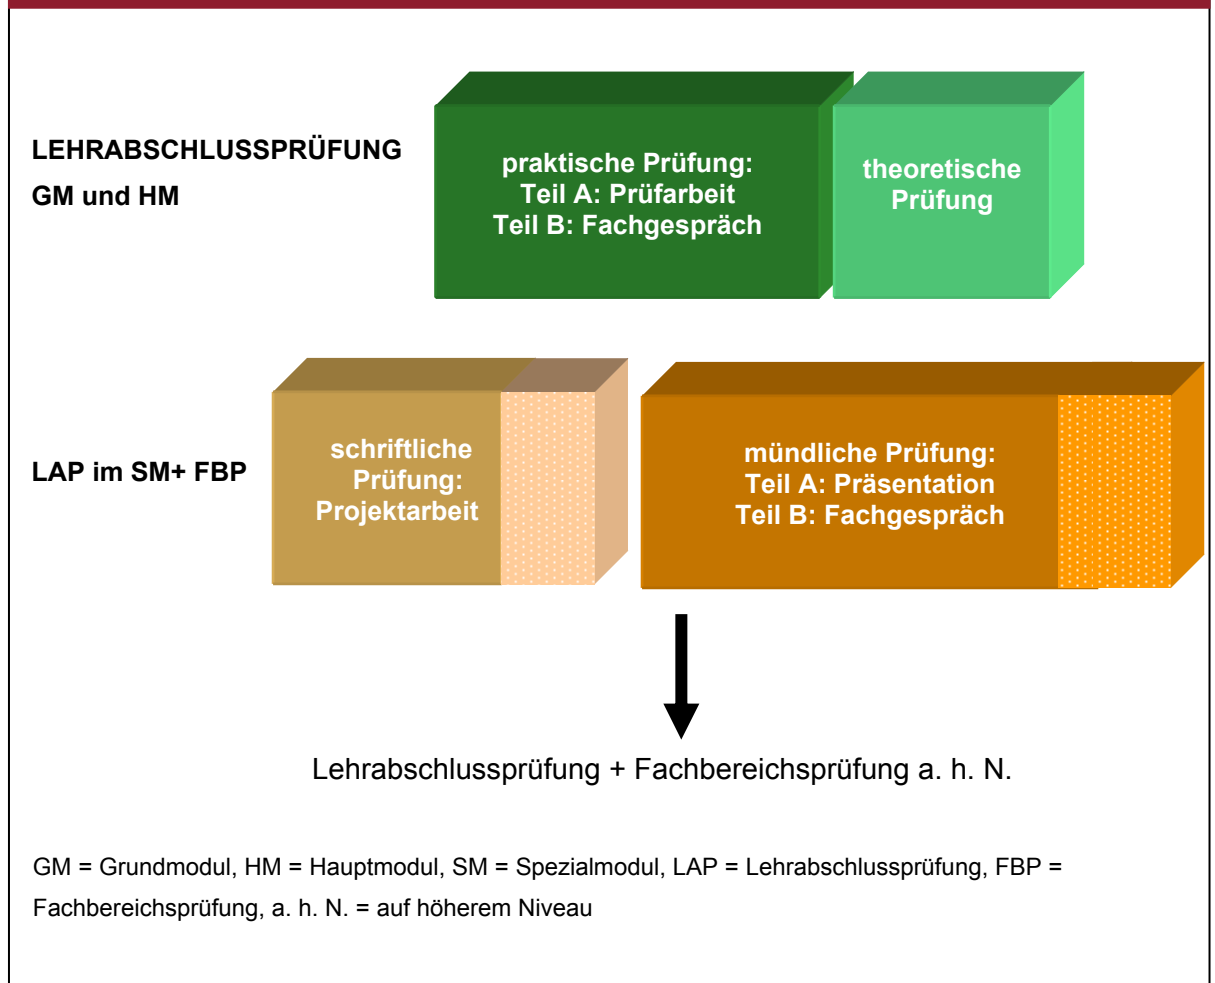 LEHRABSCHLUSSPRÜFUNG
GM und HM
praktische Prüfung:
Teil A: Prüfarbeit
Teil B: Fachgespräch
theoretische
Prüfung
LAP im SM+ FBP
schriftliche
Prüfung:
Projektarbeit
mündliche Prüfung:
Teil A: Präsentation
Teil B: Fachgespräch
Lehrabschlussprüfung + Fachbereichsprüfung a. h. N.
GM = Grundmodul, HM = Hauptmodul, SM = Spezialmodul, LAP = Lehrabschlussprüfung, FBP =
Fachbereichsprüfung, a. h. N. = auf höherem Niveau